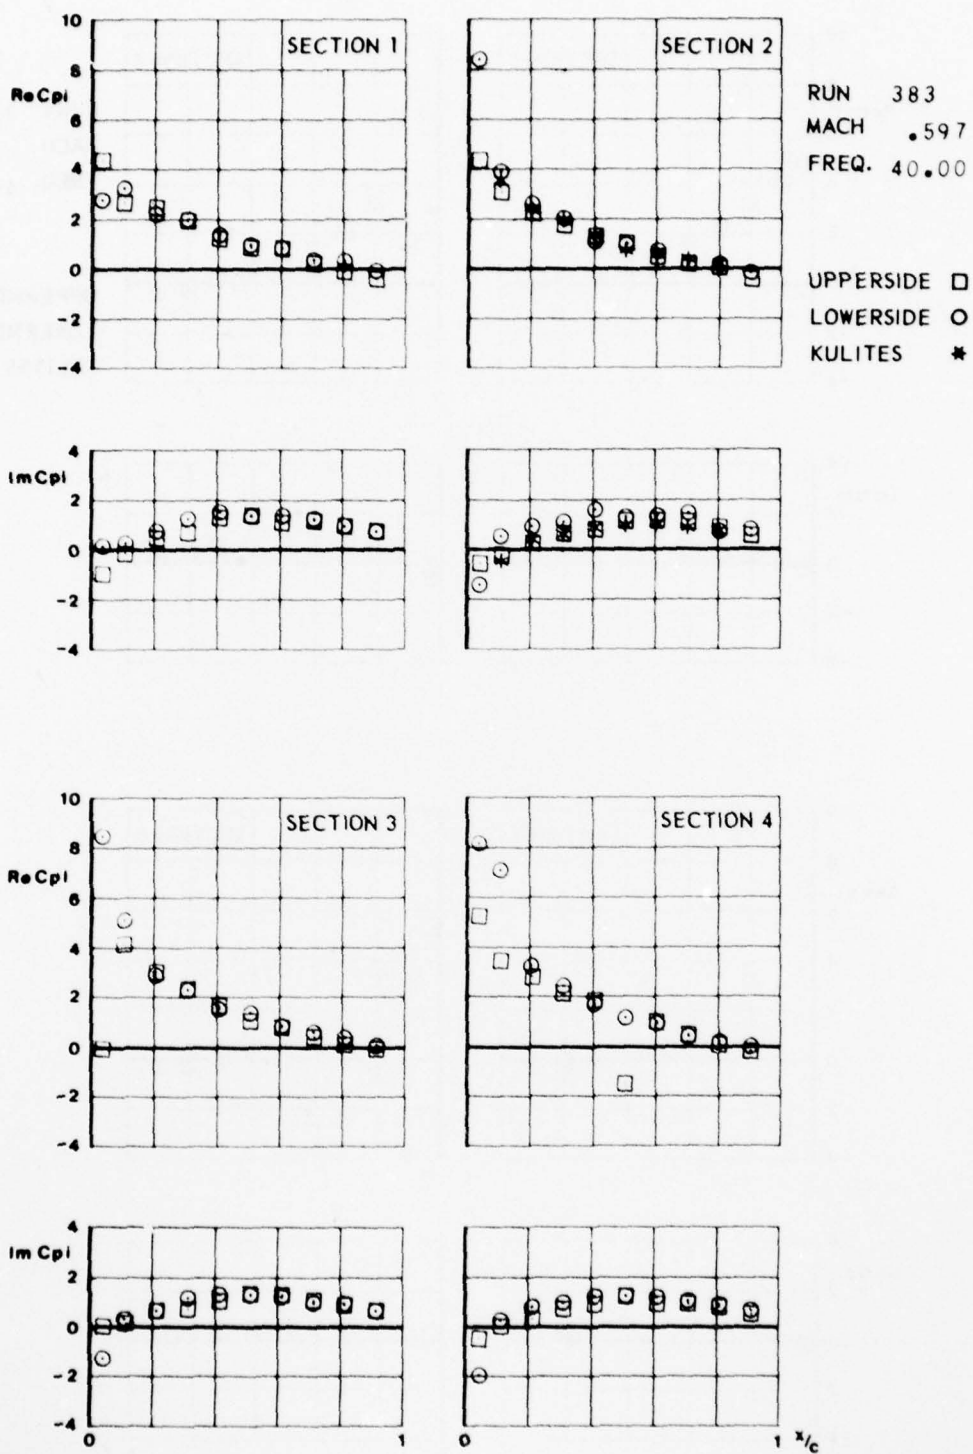 SECTION 1
10
8
ReCpi
6
4
2
0
-2
-4
SECTION 2
RUN 383
MACH .597
FREQ. 40.00
UPPERSIDE □
LOWERSIDE ○
KULITES *
4
ImCpi
2
0
-2
-4
SECTION 3
10
8
ReCpi
6
4
2
0
-2
-4
SECTION 4
4
ImCpi
2
0
-2
-4
0
1
0
1
x/c